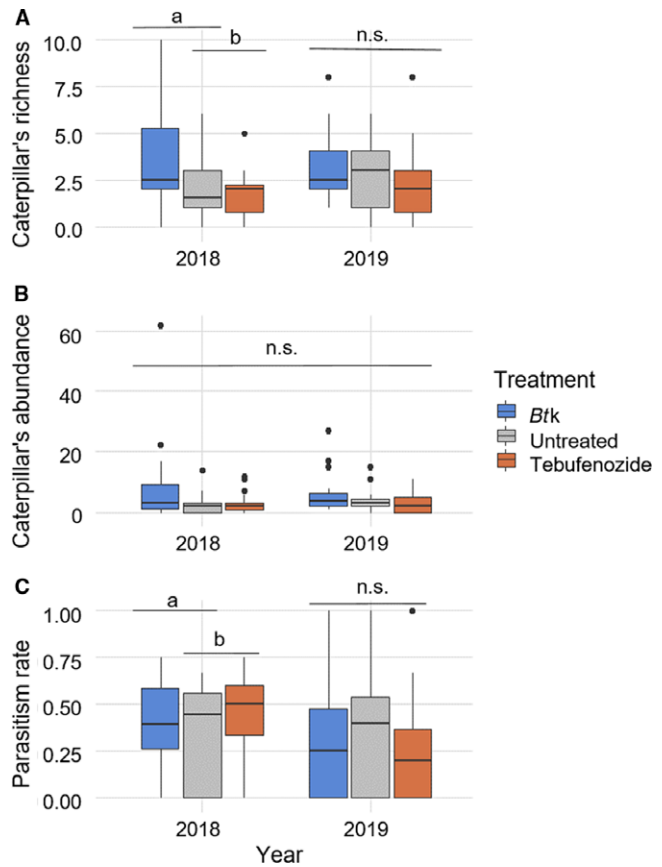 A
a
b
n.s.
Caterpillar's richness
10.0
7.5
5.0
2.5
0.0
2018
2019
B
n.s.
Caterpillar's abundance
60
40
20
0
2018
2019
Treatment
Btk
Untreated
Tebufenozide
C
a
b
n.s.
Parasitism rate
1.00
0.75
0.50
0.25
0.00
2018
2019
Year